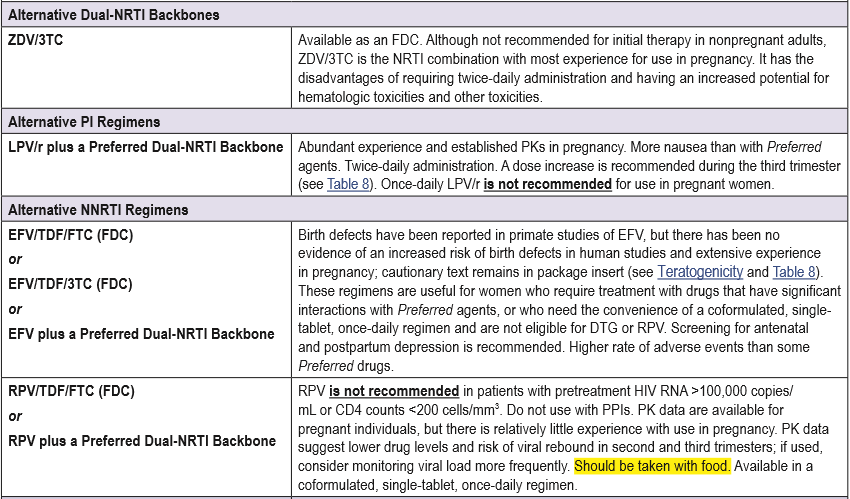 Alternative Dual-NRTI Backbones
ZDV/3TC
Available as an FDC. Although not recommended for initial therapy in nonpregnant adults,
ZDV/3TC is the NRTI combination with most experience for use in pregnancy. It has the
disadvantages of requiring twice-daily administration and having an increased potential for
hematologic toxicities and other toxicities.
Alternative PI Regimens
LPV/r plus a Preferred Dual-NRTI Backbone
Abundant experience and established PKs in pregnancy. More nausea than with Preferred
agents. Twice-daily administration. A dose increase is recommended during the third trimester
(see Table 8). Once-daily LPV/r is not recommended for use in pregnant women.
Alternative NNRTI Regimens
EFV/TDF/FTC (FDC)
or
EFV/TDF/3TC (FDC)
or
EFV plus a Preferred Dual-NRTI Backbone
Birth defects have been reported in primate studies of EFV, but there has been no
evidence of an increased risk of birth defects in human studies and extensive experience
in pregnancy; cautionary text remains in package insert (see Teratogenicity and Table 8).
These regimens are useful for women who require treatment with drugs that have significant
interactions with Preferred agents, or who need the convenience of a coformulated, single-
tablet, once-daily regimen and are not eligible for DTG or RPV. Screening for antenatal
and postpartum depression is recommended. Higher rate of adverse events than some
Preferred drugs.
RPV/TDF/FTC (FDC)
or
RPV plus a Preferred Dual-NRTI Backbone
RPV is not recommended in patients with pretreatment HIV RNA >100,000 copies/
mL or CD4 counts <200 cells/mm³. Do not use with PPIs. PK data are available for
pregnant individuals, but there is relatively little experience with use in pregnancy. PK data
suggest lower drug levels and risk of viral rebound in second and third trimesters; if used,
consider monitoring viral load more frequently. Should be taken with food. Available in a
coformulated, single-tablet, once-daily regimen.